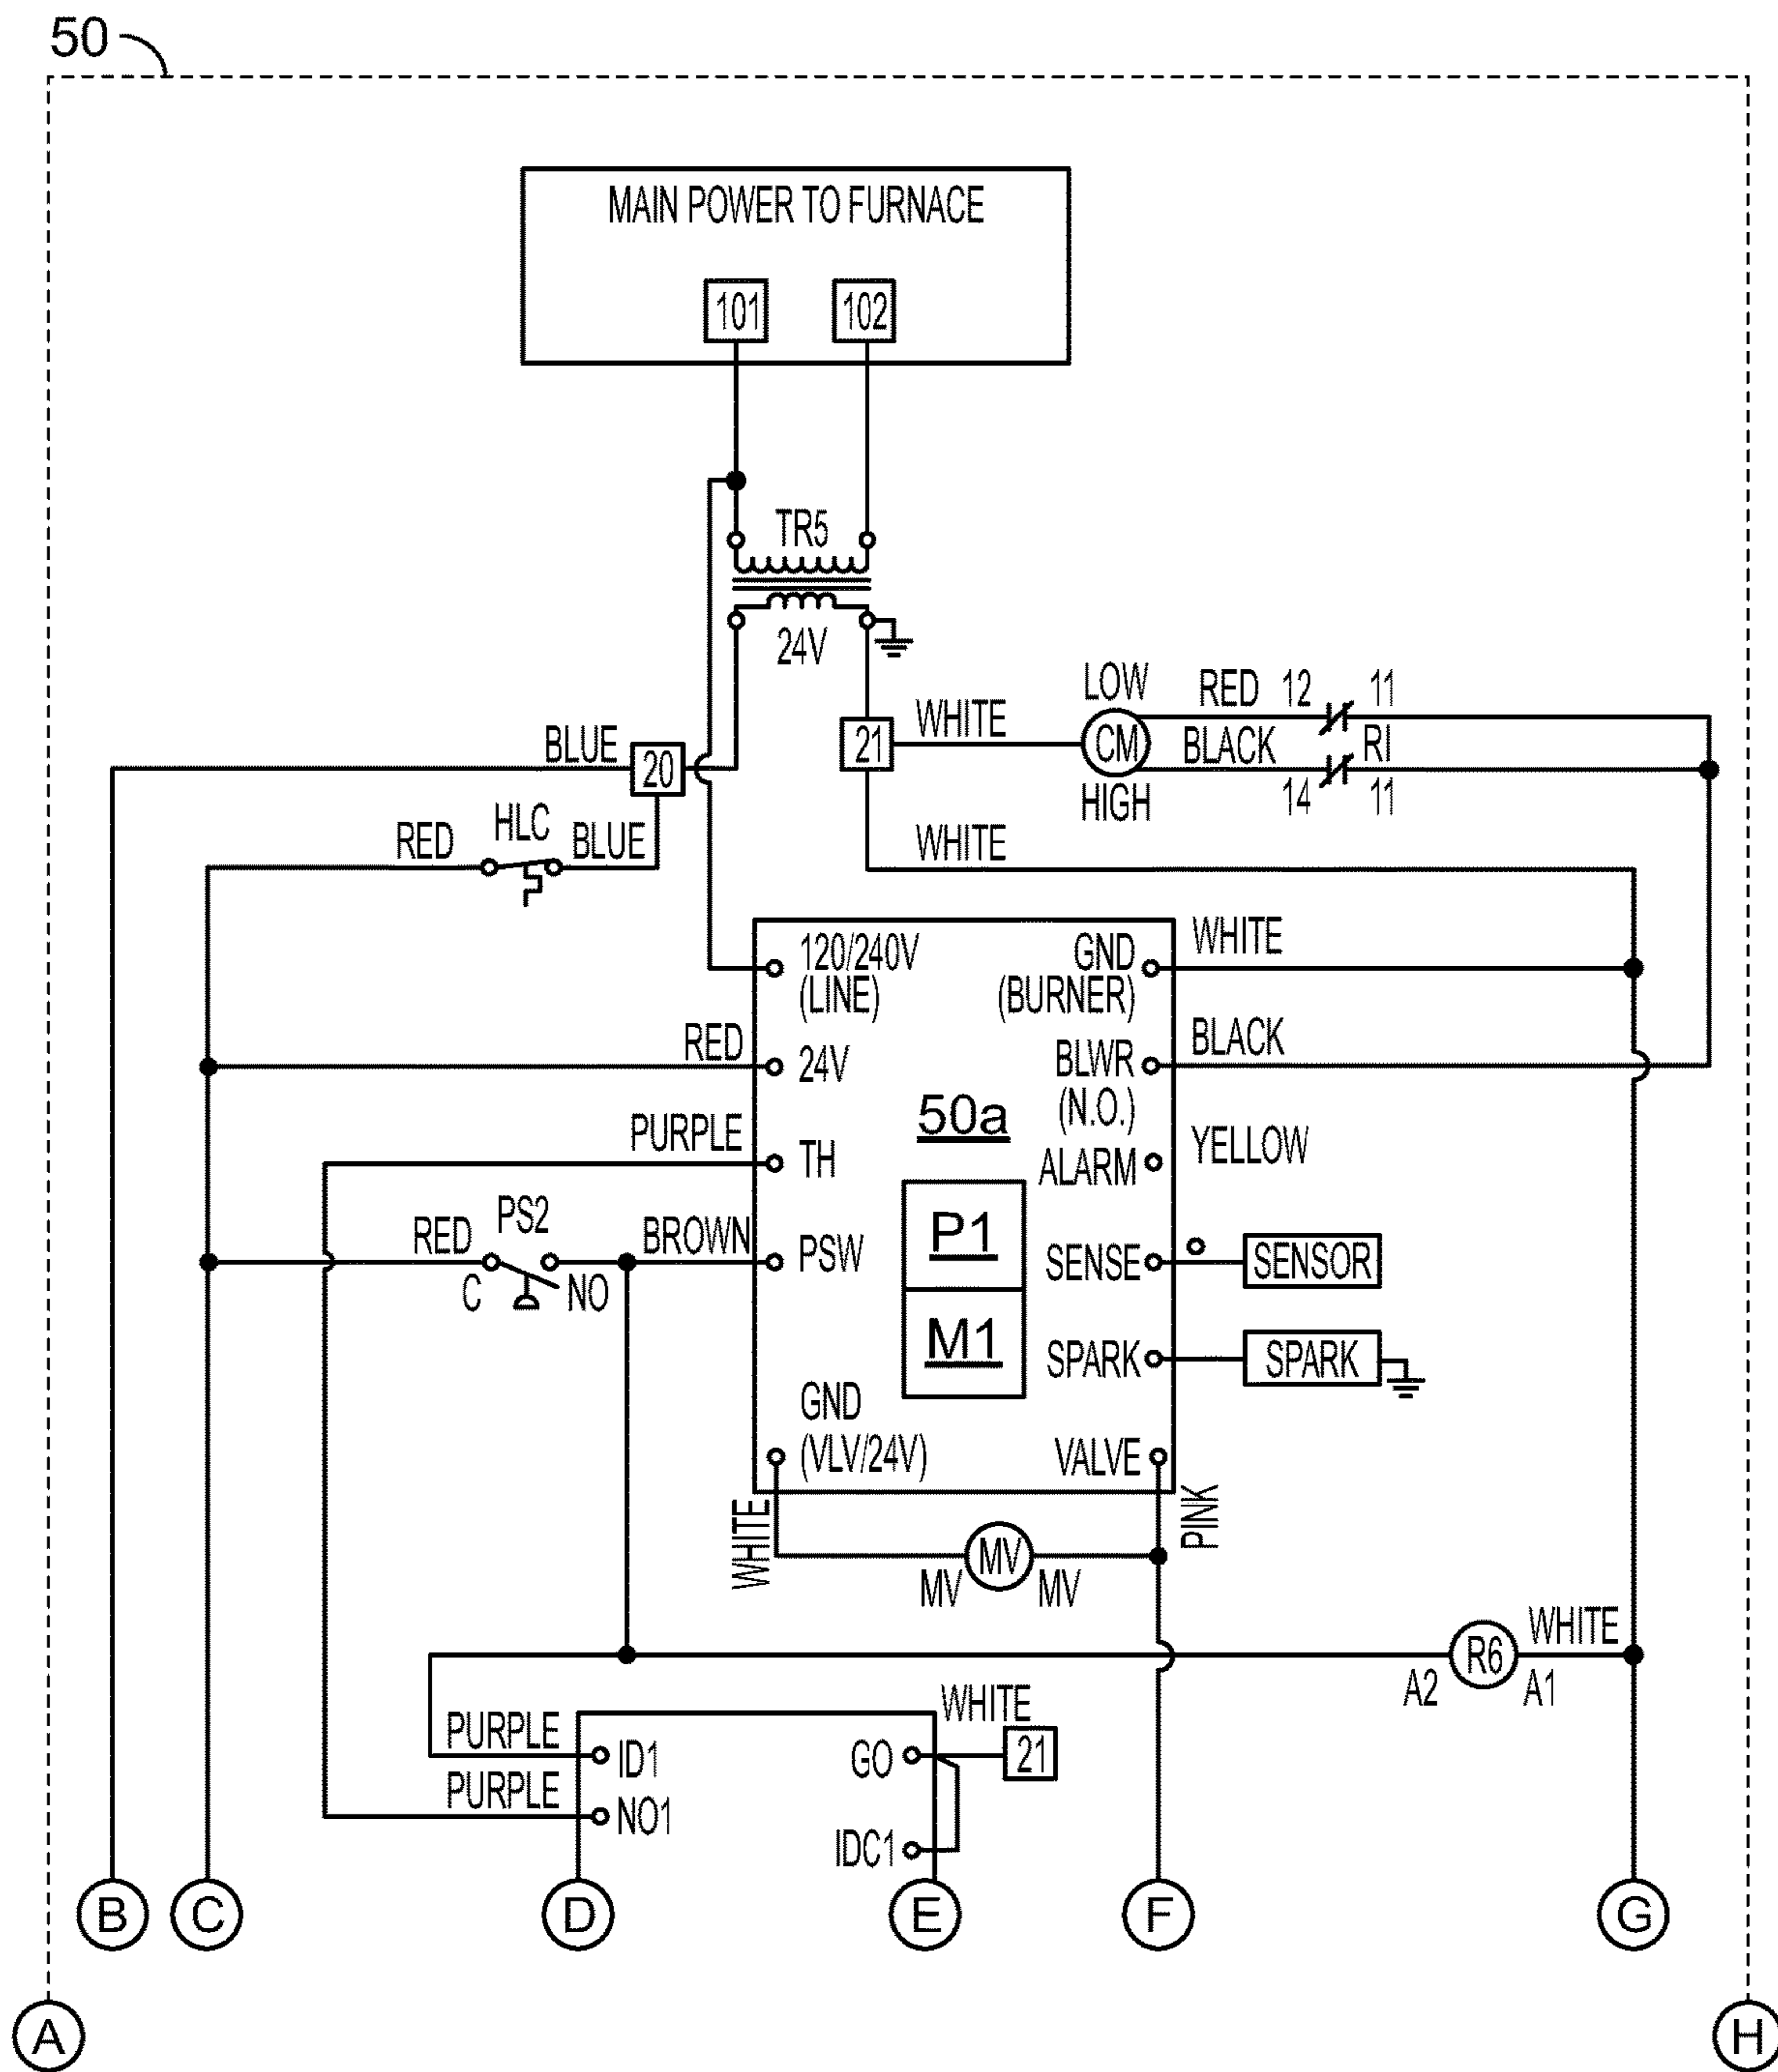 50
MAIN POWER TO FURNACE
101
102
TR5
24V
LOW
RED 12 11
WHITE
CM
BLACK RI
HIGH
14 11
BLUE
20
21
HLC
RED
BLUE
WHITE
120/240V
(LINE)
GND
(BURNER)
WHITE
RED
24V
BLWR
(N.O.)
BLACK
50a
PURPLE
TH
ALARM
YELLOW
PS2
RED
C
NO
BROWN
PSW
P1
M1
SENSE
SENSOR
SPARK
SPARK
GND
(VLV/24V)
VALVE
WHITE
PINK
MV
MV
MV
R6
WHITE
A2
A1
WHITE
PURPLE
ID1
GO
21
PURPLE
NO1
IDC1
B
C
D
E
F
G
A
H